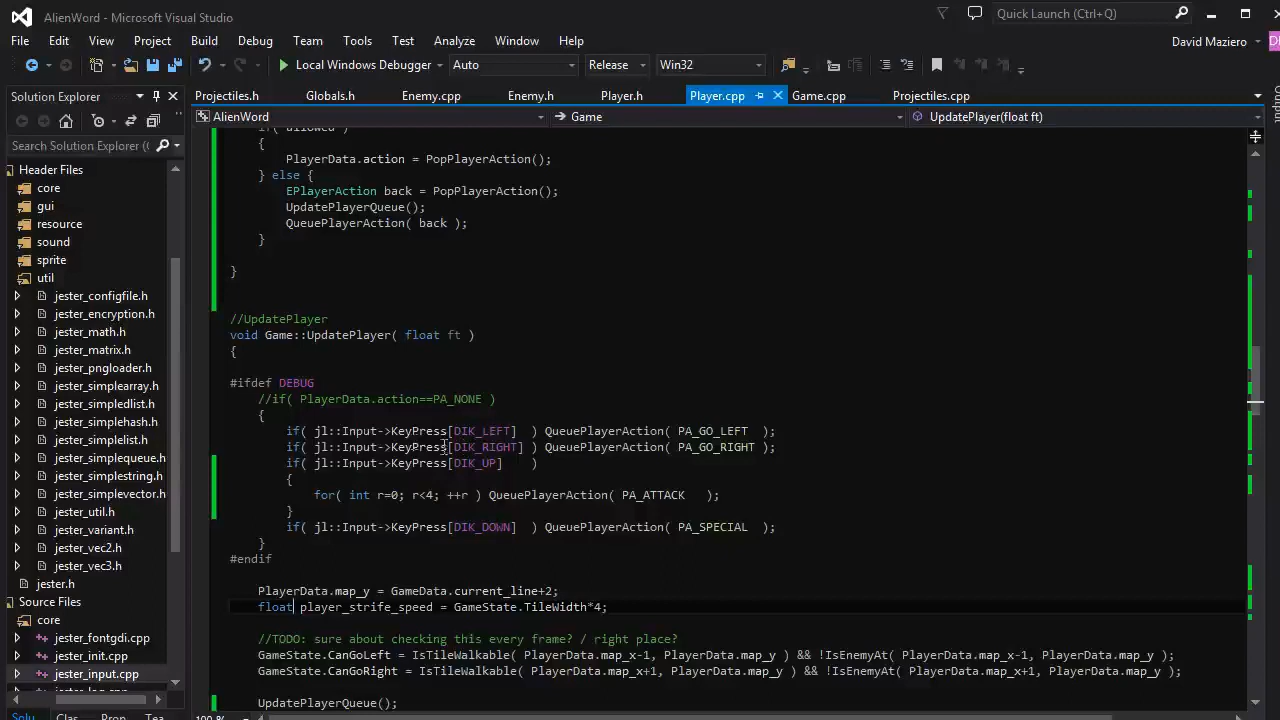 AlienWord - Microsoft Visual Studio
Quick Launch (Ctrl+Q)
File Edit View Project Build Debug Team Tools Test Analyze Window Help
David Maziero
Local Windows Debugger Auto Release Win32
Solution Explorer
Projectiles.h Globals.h Enemy.cpp Enemy.h Player.h Player.cpp Game.cpp Projectiles.cpp
AlienWord Game UpdatePlayer(float ft)
Search Solution Explorer (
Header Files
core
gui
resource
sound
sprite
util
jester_configfile.h
jester_encryption.h
jester_math.h
jester_matrix.h
jester_pngloader.h
jester_simplearray.h
jester_simpledlist.h
jester_simplehash.h
jester_simplelist.h
jester_simplequeue.h
jester_simplestring.h
jester_simplevector.h
jester_util.h
jester_variant.h
jester_vec2.h
jester_vec3.h
jester.h
Source Files
core
jester_fontgdi.cpp
jester_init.cpp
jester_input.cpp
if( allowed )
{
PlayerData.action = PopPlayerAction();
} else {
EPlayerAction back = PopPlayerAction();
UpdatePlayerQueue();
QueuePlayerAction( back );
}
}
//UpdatePlayer
void Game::UpdatePlayer( float ft )
{
#ifdef DEBUG
//if( PlayerData.action==PA_NONE )
{
if( jl::Input->KeyPress[DIK_LEFT] ) QueuePlayerAction( PA_GO_LEFT );
if( jl::Input->KeyPress[DIK_RIGHT] ) QueuePlayerAction( PA_GO_RIGHT );
if( jl::Input->KeyPress[DIK_UP] )
{
for( int r=0; r<4; ++r ) QueuePlayerAction( PA_ATTACK );
}
if( jl::Input->KeyPress[DIK_DOWN] ) QueuePlayerAction( PA_SPECIAL );
}
#endif
PlayerData.map_y = GameData.current_line+2;
float player_strife_speed = GameState.TileWidth*4;
//TODO: sure about checking this every frame? / right place?
GameState.CanGoLeft = IsTileWalkable( PlayerData.map_x-1, PlayerData.map_y ) && !IsEnemyAt( PlayerData.map_x-1, PlayerData.map_y );
GameState.CanGoRight = IsTileWalkable( PlayerData.map_x+1, PlayerData.map_y ) && !IsEnemyAt( PlayerData.map_x+1, PlayerData.map_y );
UpdatePlayerQueue();
Solu... Clas... Prop... Tea...
100 %